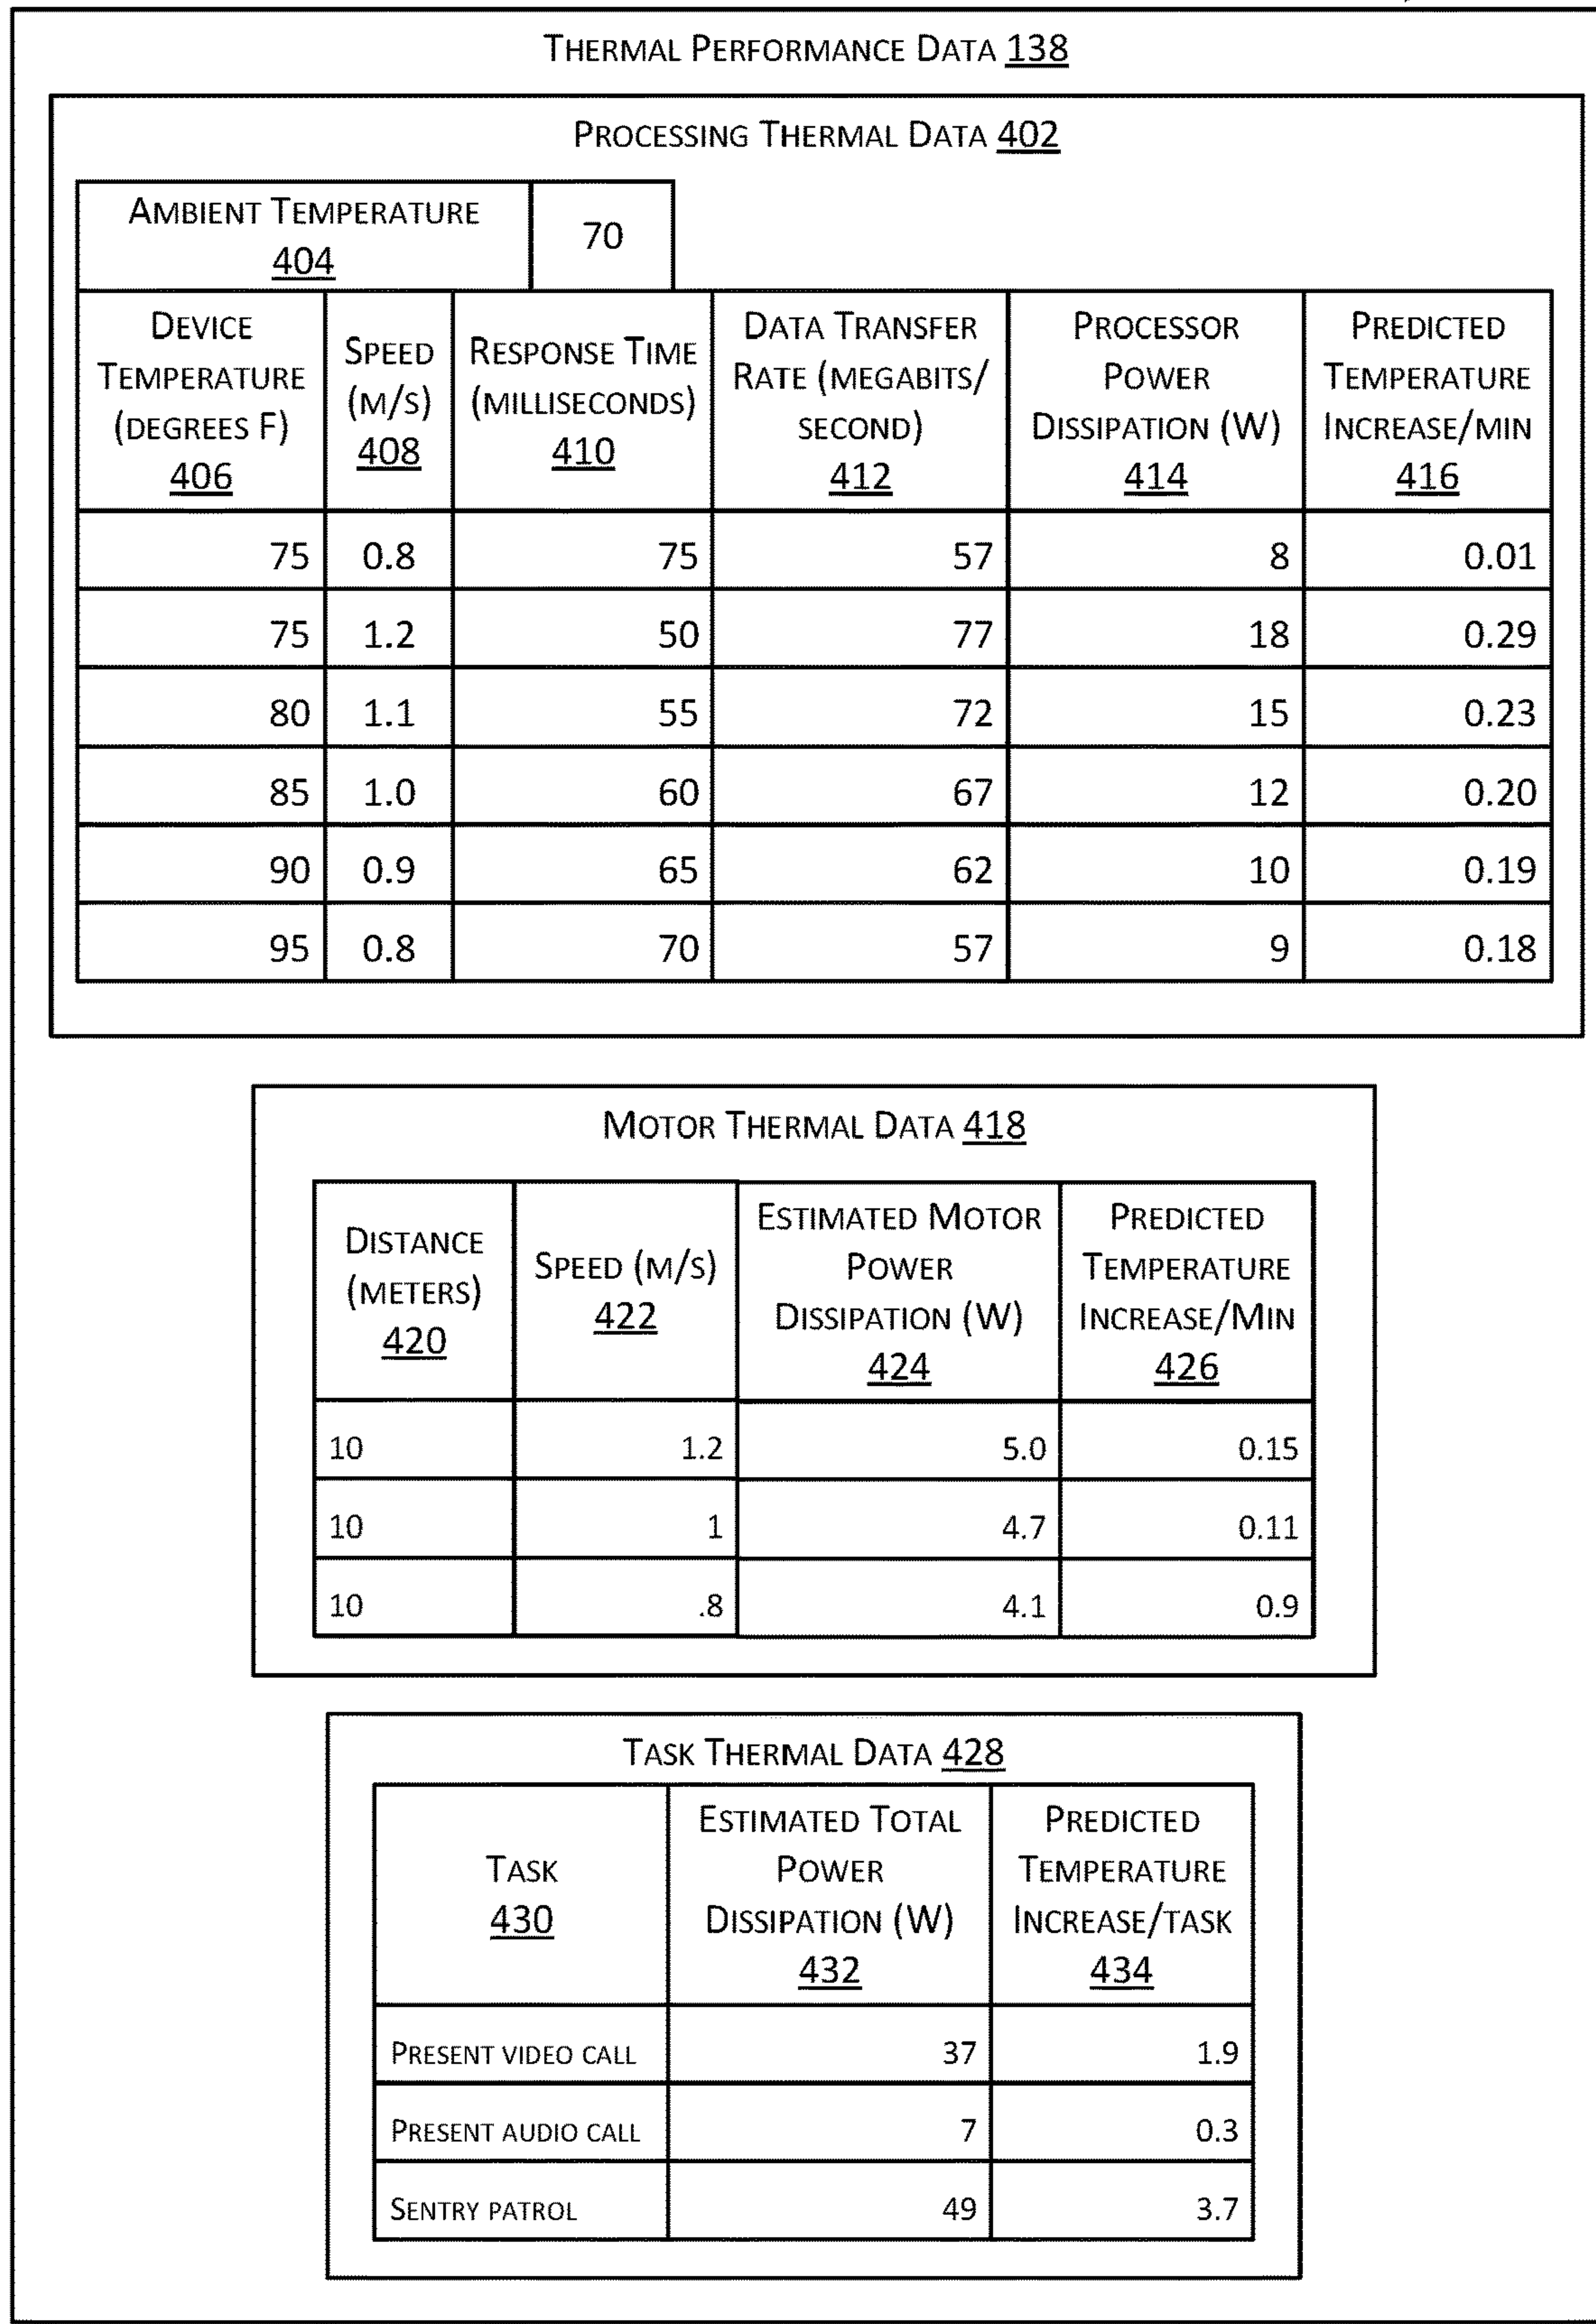 THERMAL PERFORMANCE DATA 138
PROCESSING THERMAL DATA 402
AMBIENT TEMPERATURE
404
70
DEVICE
TEMPERATURE
(DEGREES F)
406
SPEED
(M/S)
408
RESPONSE TIME
(MILLISECONDS)
410
DATA TRANSFER
RATE (MEGABITS/
SECOND)
412
PROCESSOR
POWER
DISSIPATION (W)
414
PREDICTED
TEMPERATURE
INCREASE/MIN
416
75 0.8 75 57 8 0.01
75 1.2 50 77 18 0.29
80 1.1 55 72 15 0.23
85 1.0 60 67 12 0.20
90 0.9 65 62 10 0.19
95 0.8 70 57 9 0.18
MOTOR THERMAL DATA 418
DISTANCE
(METERS)
420
SPEED (M/S)
422
ESTIMATED MOTOR
POWER
DISSIPATION (W)
424
PREDICTED
TEMPERATURE
INCREASE/MIN
426
10 1.2 5.0 0.15
10 1 4.7 0.11
10 .8 4.1 0.9
TASK THERMAL DATA 428
TASK
430
ESTIMATED TOTAL
POWER
DISSIPATION (W)
432
PREDICTED
TEMPERATURE
INCREASE/TASK
434
PRESENT VIDEO CALL 37 1.9
PRESENT AUDIO CALL 7 0.3
SENTRY PATROL 49 3.7